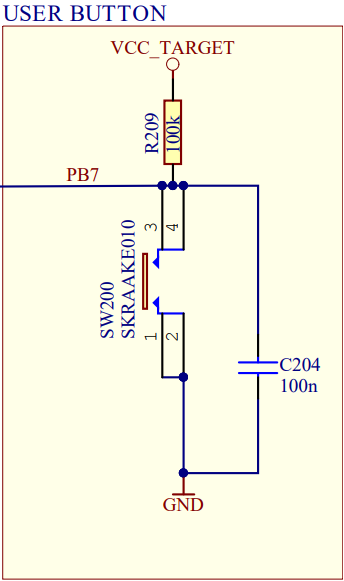 USER BUTTON
VCC_TARGET
R209
100k
PB7
3
4
SW200
SKRAAKE010
1
2
C204
100n
GND